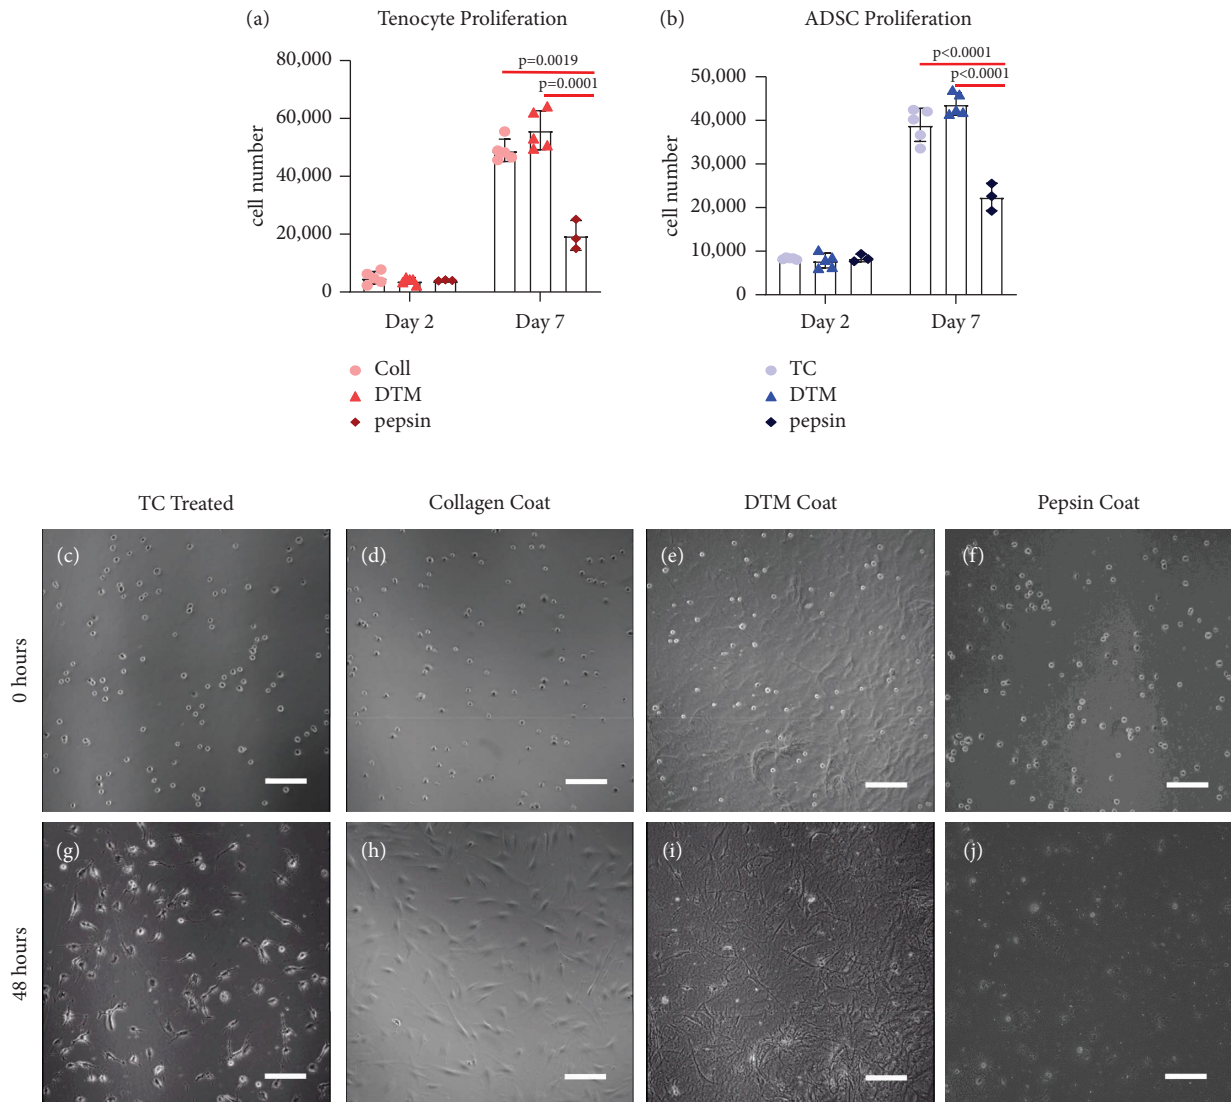 (a) Tenocyte Proliferation
80,000
60,000
40,000
20,000
0
cell number
p=0.0019
p=0.0001
Day 2
Day 7
Coll
DTM
pepsin
(b) ADSC Proliferation
50,000
40,000
30,000
20,000
10,000
0
cell number
p<0.0001
p<0.0001
Day 2
Day 7
TC
DTM
pepsin
TC Treated
Collagen Coat
DTM Coat
Pepsin Coat
0 hours
(c)
(d)
(e)
(f)
48 hours
(g)
(h)
(i)
(j)